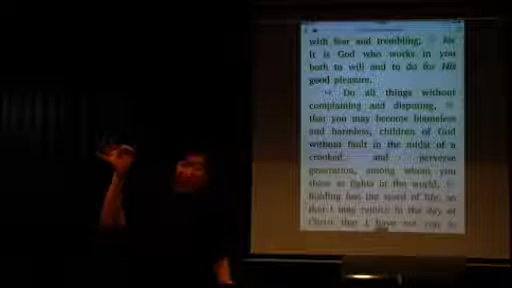 with fear and trembling; for
it is God who works in you
both to will and to do for His
good pleasure.
Do all things without
complaining and disputing,
that you may become blameless
and harmless, children of God
without fault in the midst of a
crooked and perverse
generation, among whom you
shine as lights in the world,
holding fast the word of life, so
that I may rejoice in the day of
Christ that I have not run in